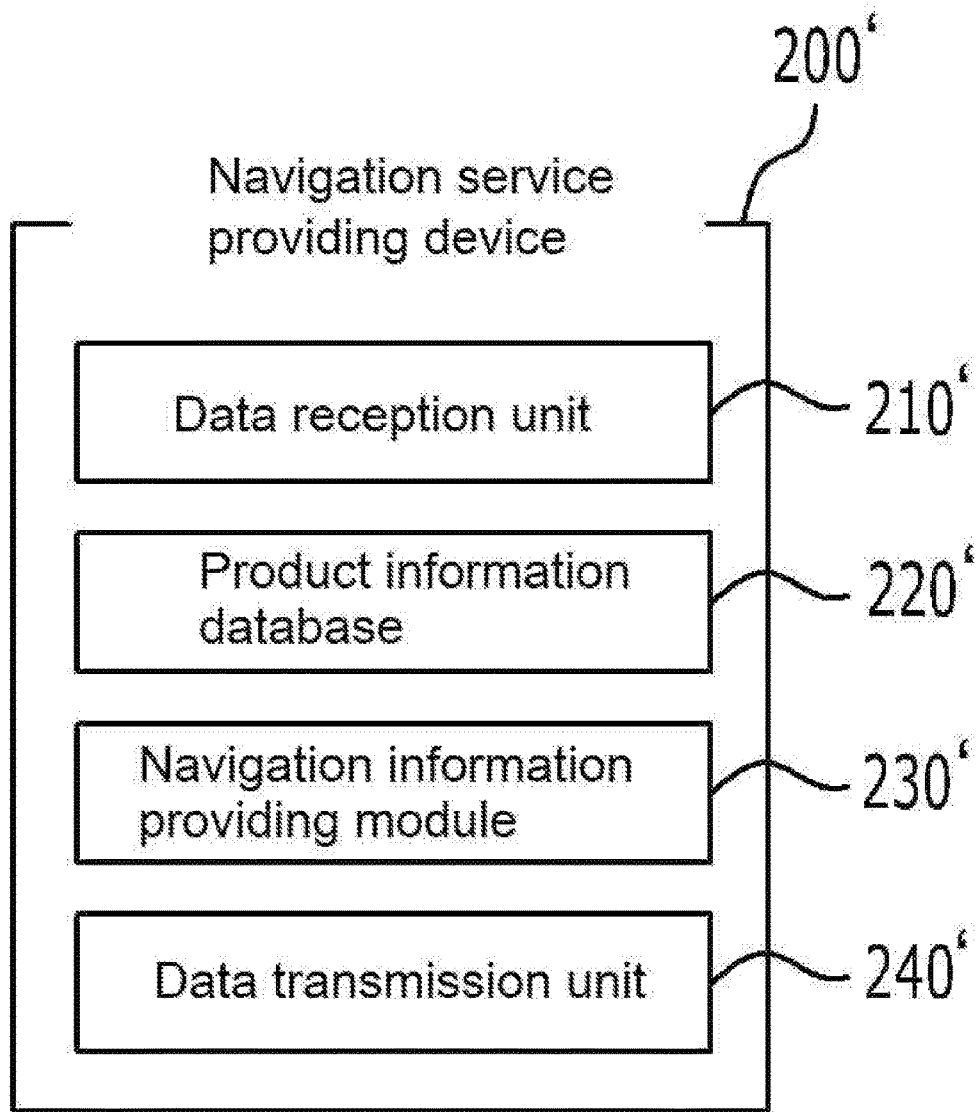 200‘
Navigation service
providing device
Data reception unit
210‘
Product information
database
220‘
Navigation information
providing module
230‘
Data transmission unit
240‘